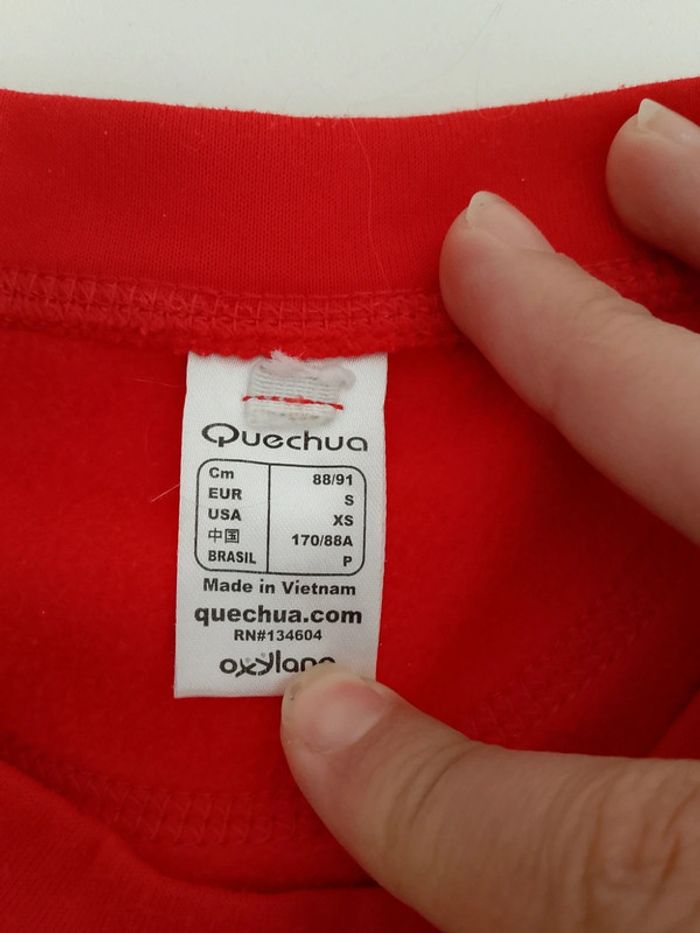 Quechua
Cm 88/91
EUR S
USA XS
中国 170/88A
BRASIL P
Made in Vietnam
quechua.com
RN#134604
oxylane